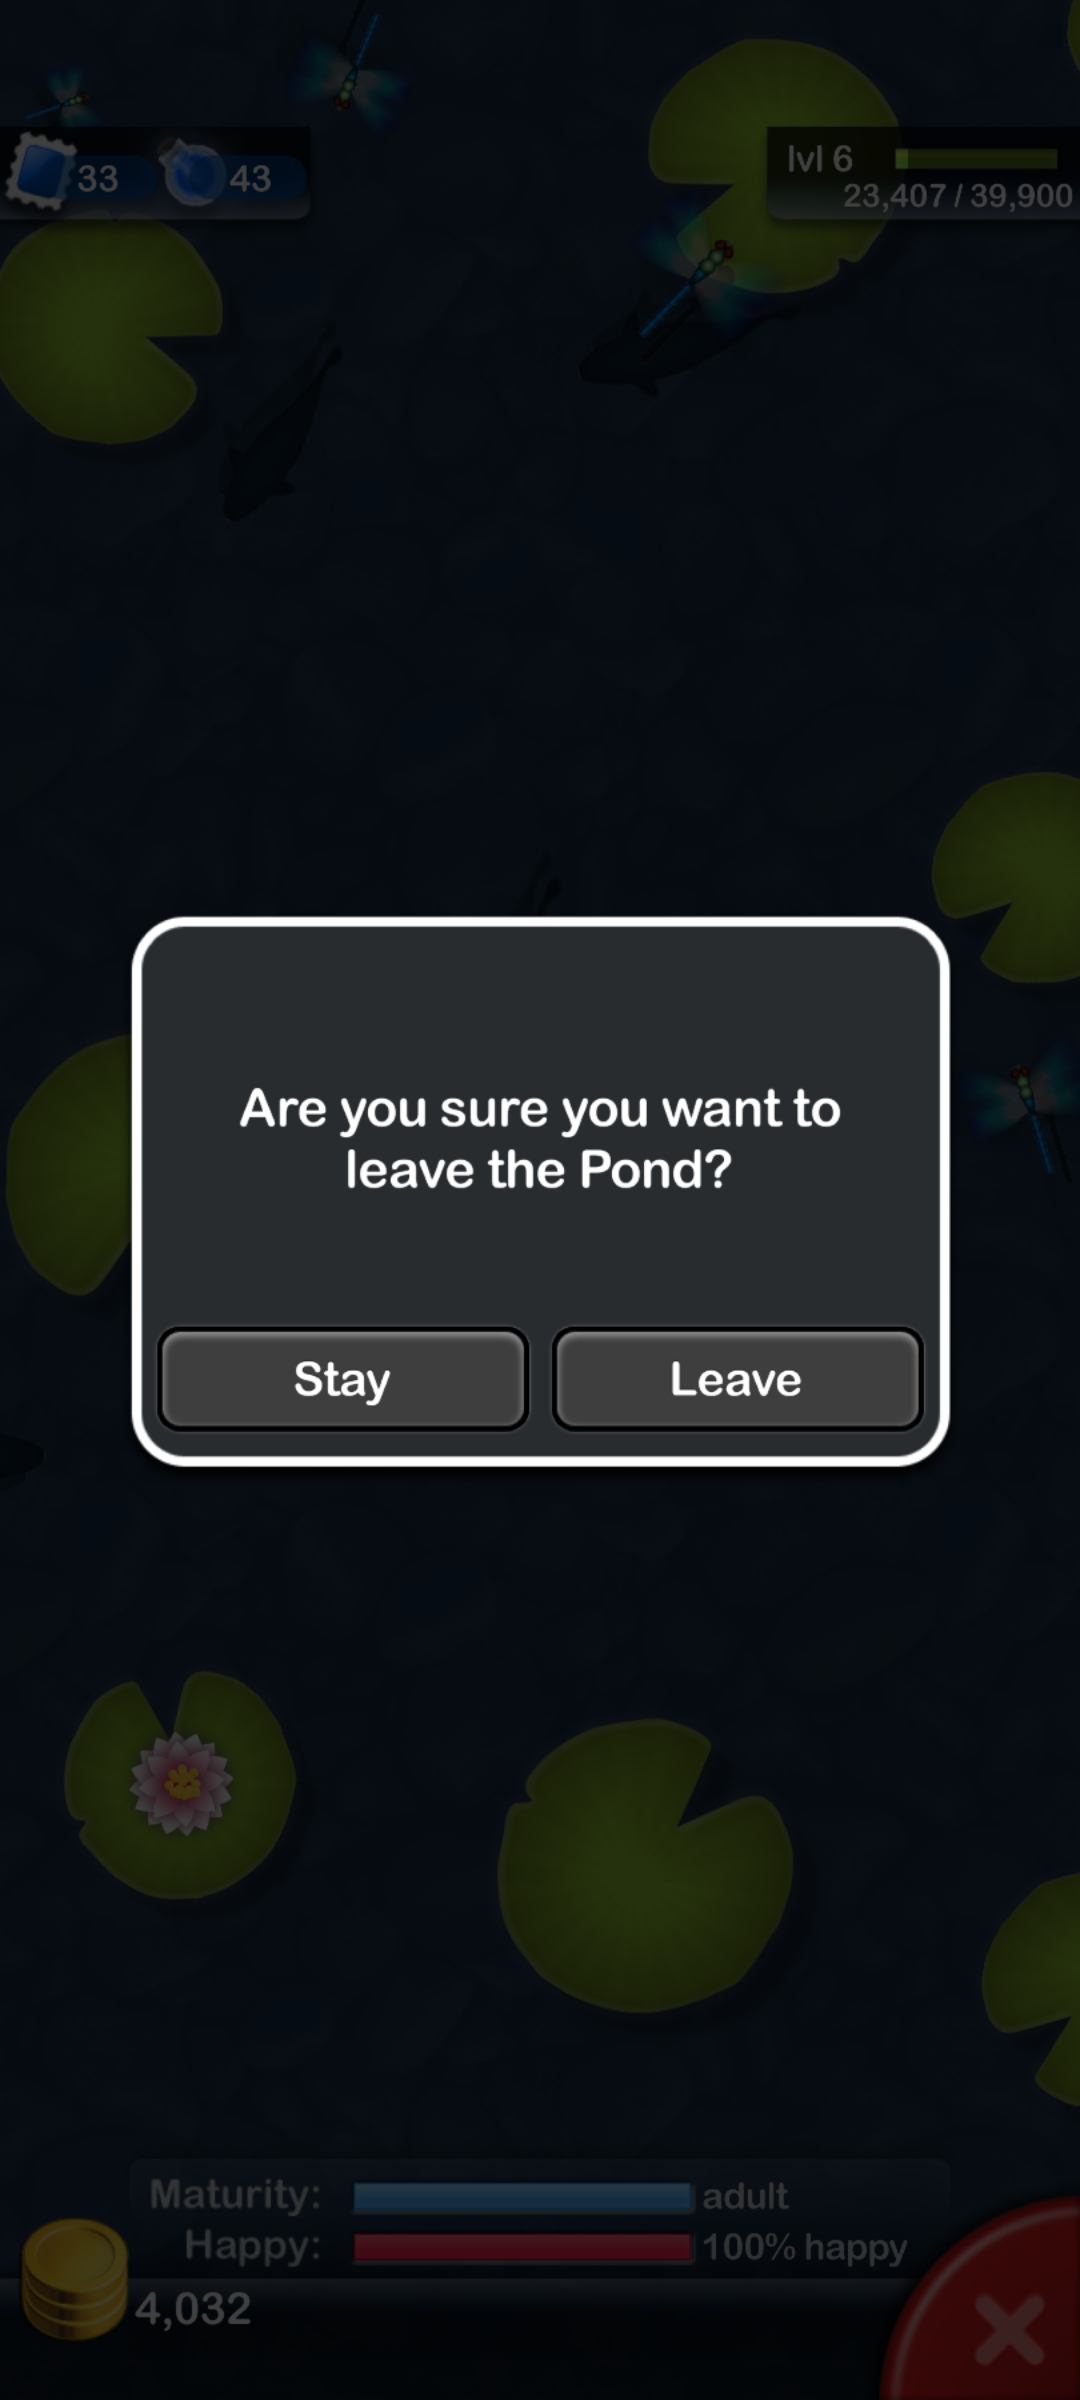 33
43
lvl 6
23,407 / 39,900
Are you sure you want to
leave the Pond?
Stay
Leave
Maturity: adult
Happy: 100% happy
4,032